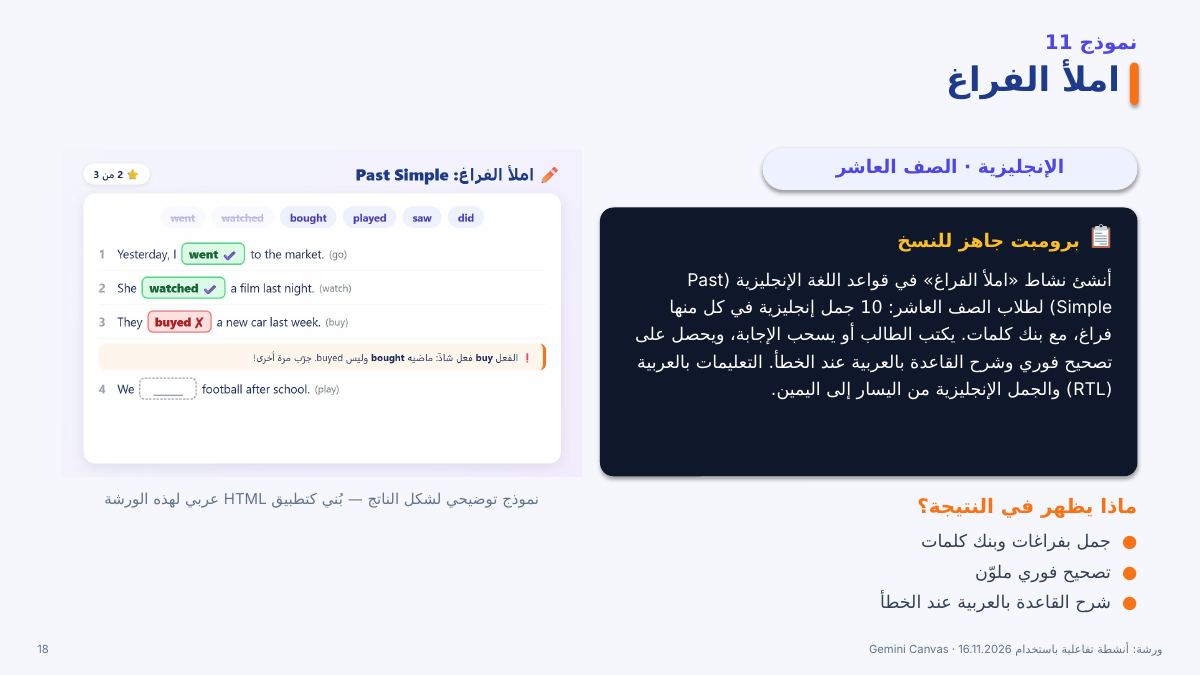 نموذج 11
املأ الفراغ
الإنجليزية · الصف العاشر
📋 برومبت جاهز للنسخ
أنشئ نشاط «املأ الفراغ» في قواعد اللغة الإنجليزية (Past
Simple) لطلاب الصف العاشر: 10 جمل إنجليزية في كل منها
فراغ، مع بنك كلمات. يكتب الطالب أو يسحب الإجابة، ويحصل على
تصحيح فوري وشرح القاعدة بالعربية عند الخطأ. التعليمات بالعربية
(RTL) والجمل الإنجليزية من اليسار إلى اليمين.
ماذا يظهر في النتيجة؟
جمل بفراغات وبنك كلمات
تصحيح فوري ملوّن
شرح القاعدة بالعربية عند الخطأ
✏️ املأ الفراغ: Past Simple
⭐ 2 من 3
went watched bought played saw did
1 Yesterday, I went ✔ to the market. (go)
2 She watched ✔ a film last night. (watch)
3 They buyed ✗ a new car last week. (buy)
❗ الفعل buy فعل شاذّ: ماضيه bought وليس buyed. جرّب مرة أخرى!
4 We _____ football after school. (play)
نموذج توضيحي لشكل الناتج — بُني كتطبيق HTML عربي لهذه الورشة
ورشة: أنشطة تفاعلية باستخدام Gemini Canvas · 16.11.2026
18